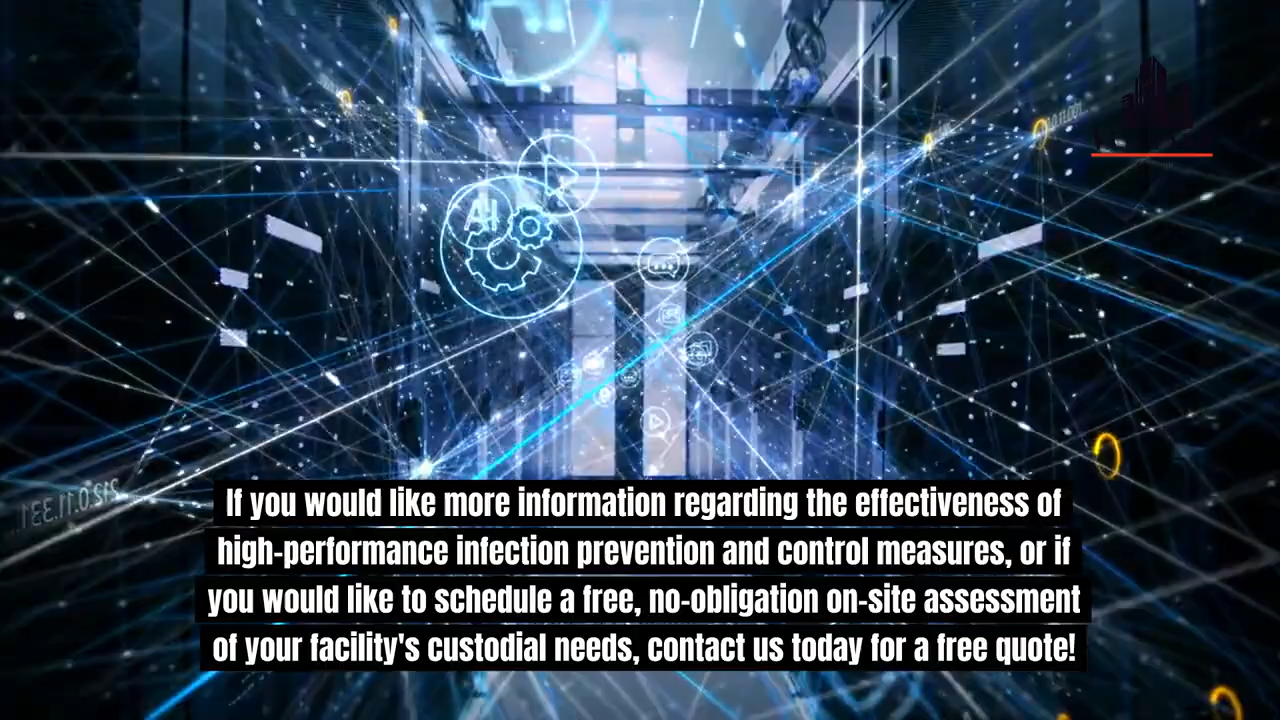 AI
AI
If you would like more information regarding the effectiveness of
high-performance infection prevention and control measures, or if
you would like to schedule a free, no-obligation on-site assessment
of your facility's custodial needs, contact us today for a free quote!